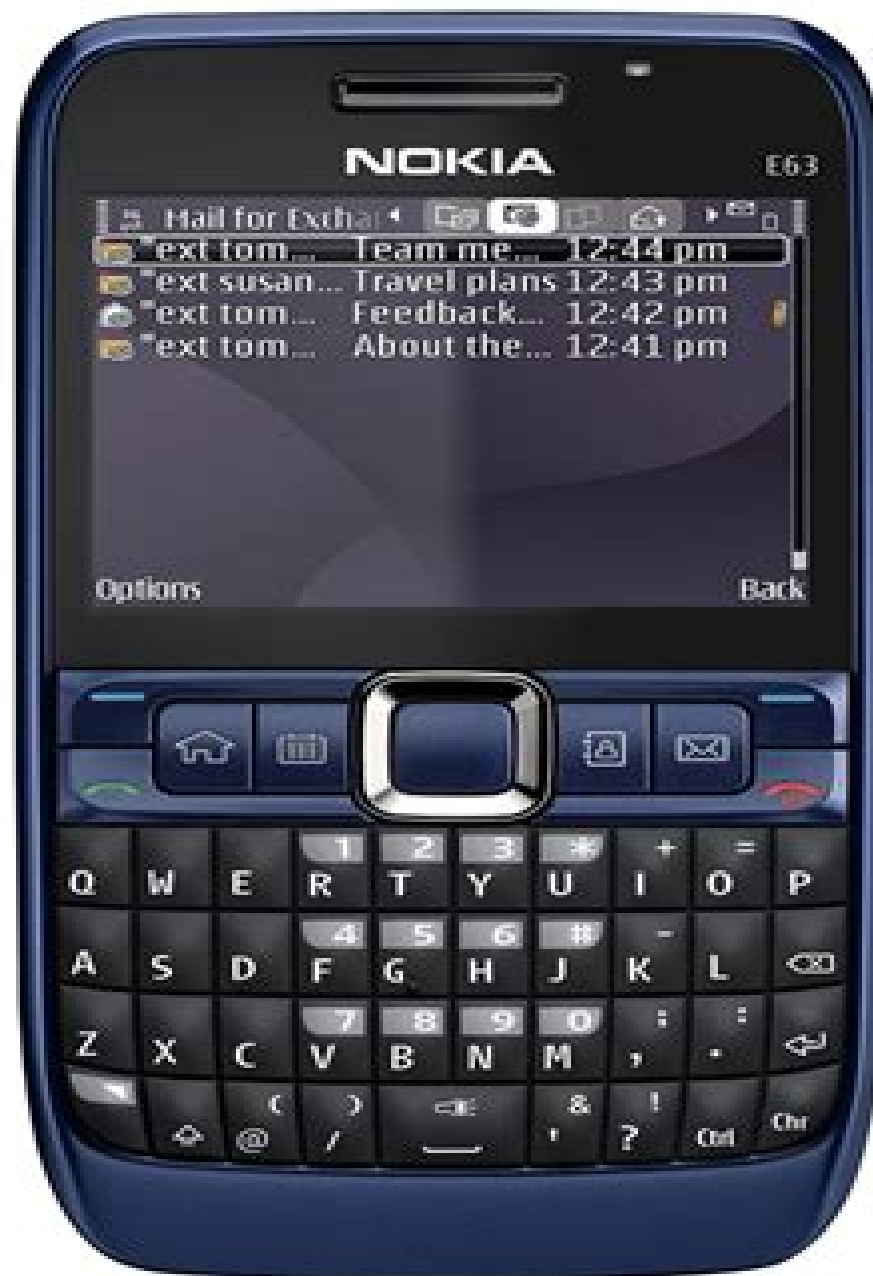 NOKIA
E63
Mail for Excha
"ext tom... Team me... 12:44 pm
"ext susan... Travel plans 12:43 pm
"ext tom... Feedback... 12:42 pm
"ext tom... About the... 12:41 pm
Options Back
1 2 3 * + =
Q W E R T Y U I O P
4 5 6 # -
A S D F G H J K L
7 8 9 0 ; :
Z X C V B N M , .
( ) & !
@ / ' ? Ctrl Chr